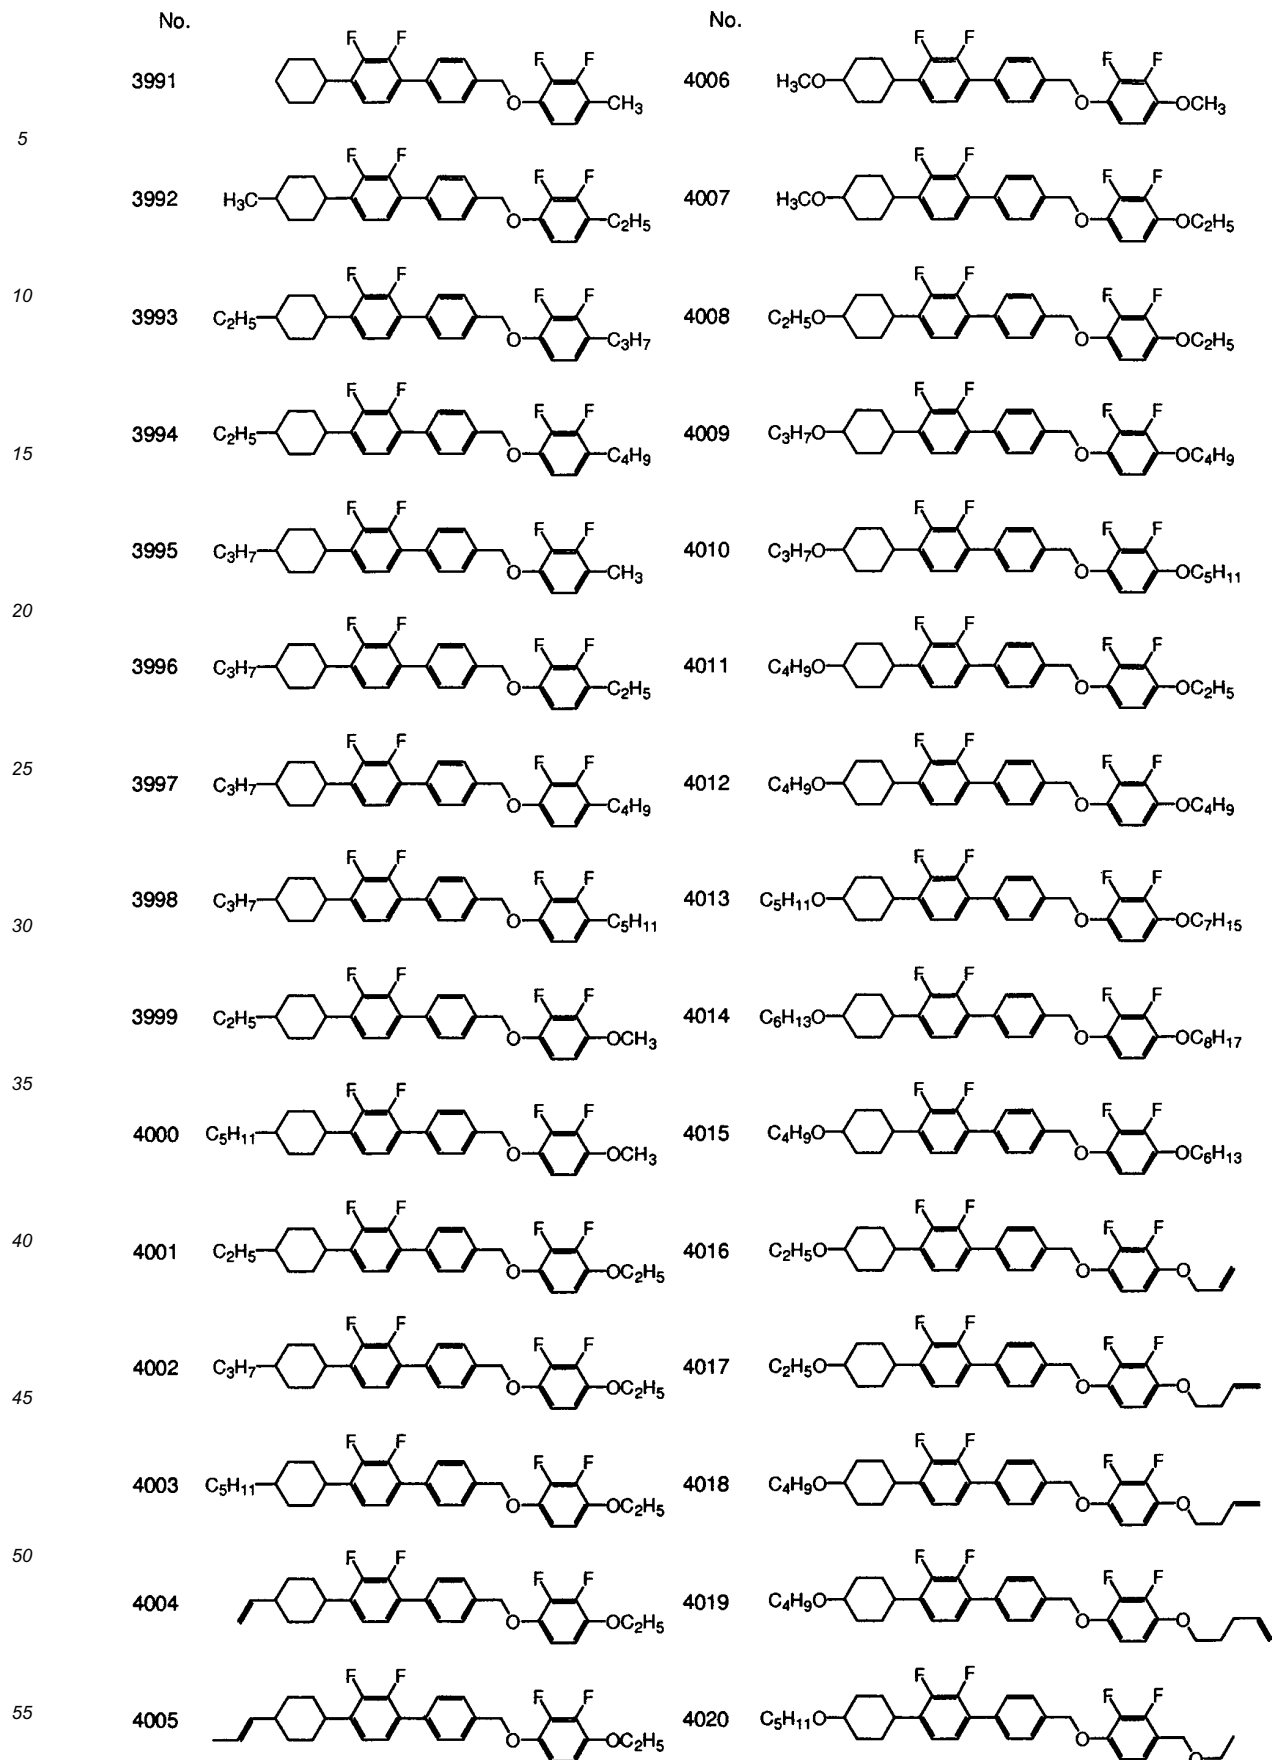 No. No.
3991 F F F F O CH3 4006 H3CO F F F F O OCH3
5
3992 H3C F F F F O C2H5 4007 H3CO F F F F O OC2H5
10 3993 C2H5 F F F F O C3H7 4008 C2H5O F F F F O OC2H5
3994 C2H5 F F F F O C4H9 4009 C3H7O F F F F O OC4H9
15
3995 C3H7 F F F F O CH3 4010 C3H7O F F F F O OC5H11
20
3996 C3H7 F F F F O C2H5 4011 C4H9O F F F F O OC2H5
25 3997 C3H7 F F F F O C4H9 4012 C4H9O F F F F O OC4H9
3998 C3H7 F F F F O C5H11 4013 C5H11O F F F F O OC7H15
30
3999 C2H5 F F F F O OCH3 4014 C6H13O F F F F O OC8H17
35
4000 C5H11 F F F F O OCH3 4015 C4H9O F F F F O OC6H13
40 4001 C2H5 F F F F O OC2H5 4016 C2H5O F F F F O O
4002 C3H7 F F F F O OC2H5 4017 C2H5O F F F F O O
45
4003 C5H11 F F F F O OC2H5 4018 C4H9O F F F F O O
50
4004 F F F F O OC2H5 4019 C4H9O F F F F O O
55 4005 F F F F O OC2H5 4020 C5H11O F F F F O O